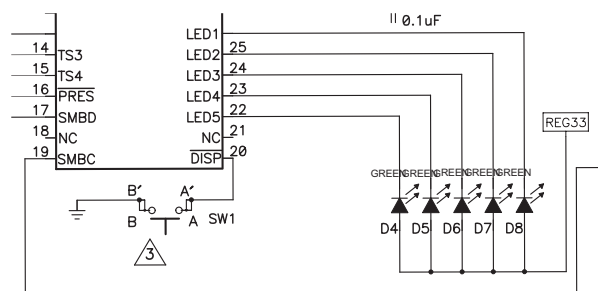 0.1uF
LED1
14 TS3 LED2 25
15 TS4 LED3 24
16 PRES LED4 23
17 SMBD LED5 22
18 NC NC 21
19 SMBC DISP 20
REG33
GREEN GREEN GREEN GREEN GREEN
B' A'
B A SW1
D4 D5 D6 D7 D8
3